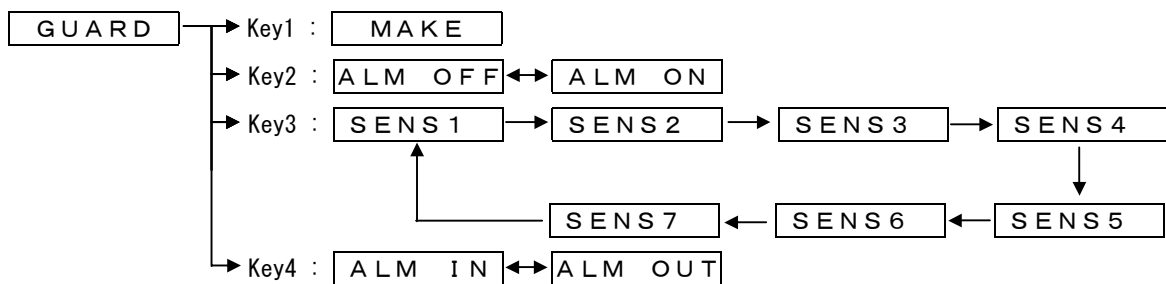 GUARD Key1 : MAKE
Key2 : ALM OFF ALM ON
Key3 : SENS1 SENS2 SENS3 SENS4
SENS7 SENS6 SENS5
Key4 : ALM IN ALM OUT